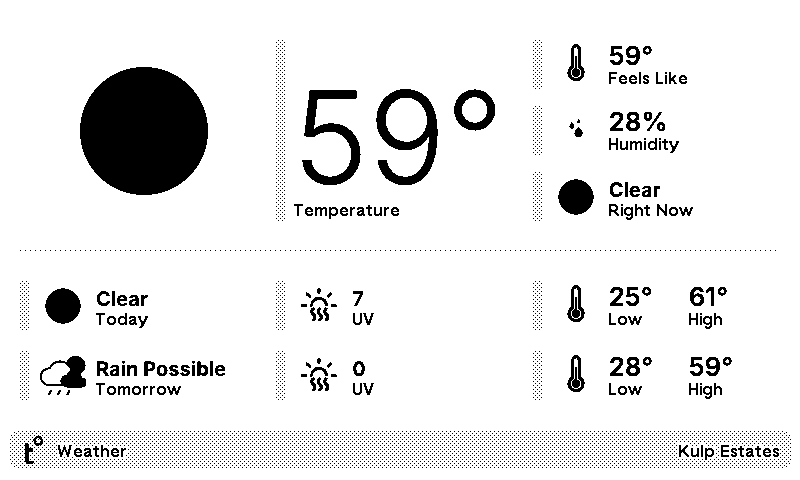 59°
Temperature
59°
Feels Like
28%
Humidity
Clear
Right Now
Clear
Today
7
UV
25°
Low
61°
High
Rain Possible
Tomorrow
0
UV
28°
Low
59°
High
t°
Weather
Kulp Estates